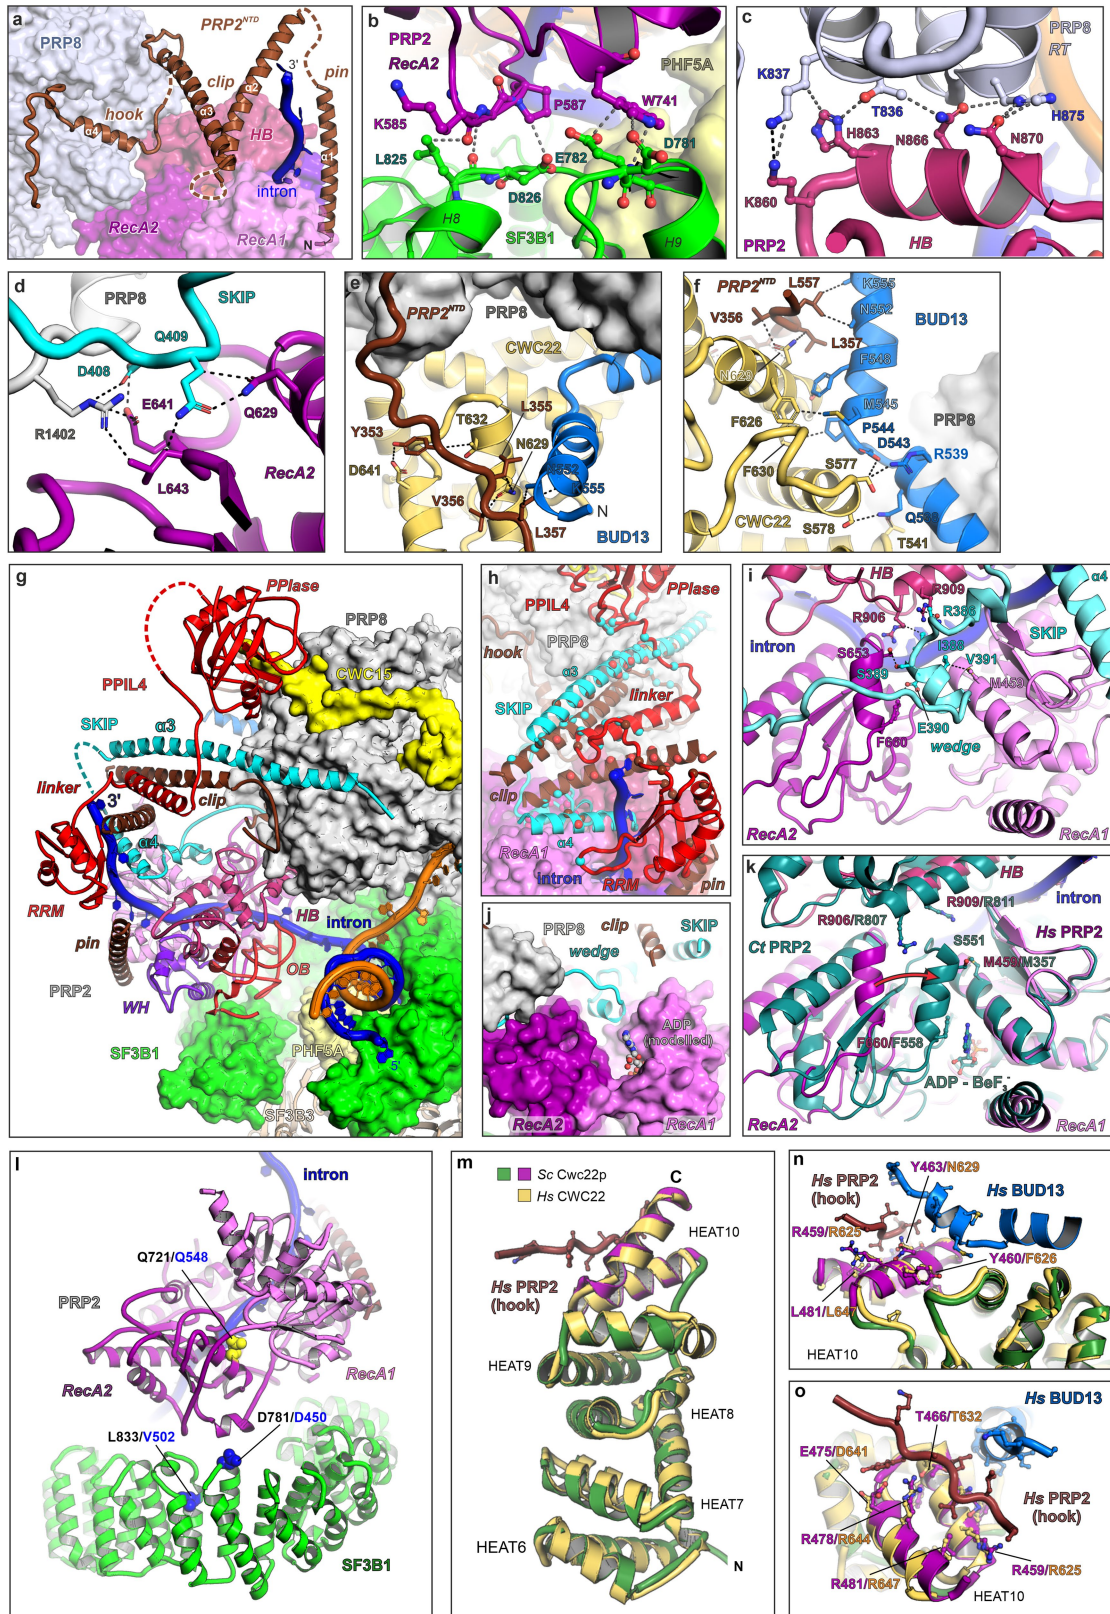 a
PRP8
PRP2NTD
3'
pin
clip
α2
hook
α3
α4
HB
α1
intron
RecA2
RecA1
N
b
PRP2
RecA2
PHF5A
P587
W741
K585
L825
E782
D781
D826
H8
SF3B1
H9
c
PRP8
RT
K837
T836
H875
H863
N866
N870
K860
PRP2
HB
d
PRP8
SKIP
Q409
D408
E641
Q629
R1402
RecA2
L643
e
PRP2NTD
PRP8
CWC22
T632
L355
Y353
N629
N552
D641
K555
V356
N
L357
BUD13
f
PRP2NTD
L557
K555
N552
V356
BUD13
L357
F548
N629
M545
PRP8
F626
P544
D543
S577
R539
F630
CWC22
Q538
S578
T541
g
PPIase
PRP8
CWC15
PPIL4
SKIP
α3
linker
3'
clip
α4
RRM
HB
intron
pin
OB
PRP2
WH
SF3B1
PHF5A
5'
SF3B3
h
PPIL4
PPIase
PRP8
hook
α3
linker
SKIP
clip
RecA1
α4
intron
RRM
pin
i
HB
R909
α4
R906
R386
intron
SKIP
S653
I388
V391
S389
M459
E390
F660
wedge
RecA2
RecA1
j
PRP8
clip
SKIP
wedge
ADP
(modelled)
RecA2
RecA1
k
HB
Intron
R906/R807
R909/R811
Ct PRP2
S551
Hs PRP2
M459/M357
F660/F558
ADP - BeF3-
RecA2
RecA1
l
intron
Q721/Q548
PRP2
RecA2
RecA1
D781/D450
L833/V502
SF3B1
m
Sc Cwc22p
C
Hs CWC22
HEAT10
Hs PRP2
(hook)
HEAT9
HEAT8
HEAT7
HEAT6
N
n
Y463/N629
Hs PRP2
(hook)
Hs BUD13
R459/R625
Y460/F626
L481/L647
HEAT10
o
Hs BUD13
T466/T632
E475/D641
Hs PRP2
(hook)
R478/R644
R481/R647
R459/R625
HEAT10